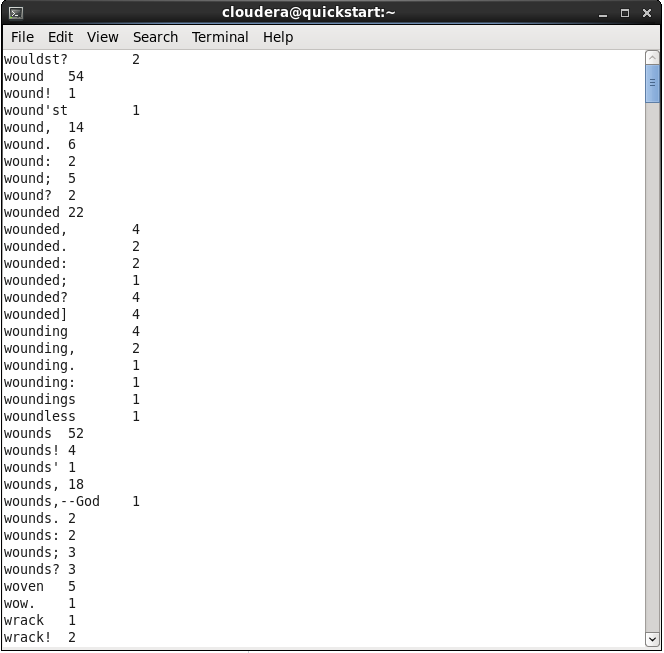 cloudera@quickstart:~
File Edit View Search Terminal Help
wouldst? 2
wound 54
wound! 1
wound'st 1
wound, 14
wound. 6
wound: 2
wound; 5
wound? 2
wounded 22
wounded, 4
wounded. 2
wounded: 2
wounded; 1
wounded? 4
wounded] 4
wounding 4
wounding, 2
wounding. 1
wounding: 1
woundings 1
woundless 1
wounds 52
wounds! 4
wounds' 1
wounds, 18
wounds,--God 1
wounds. 2
wounds: 2
wounds; 3
wounds? 3
woven 5
wow. 1
wrack 1
wrack! 2